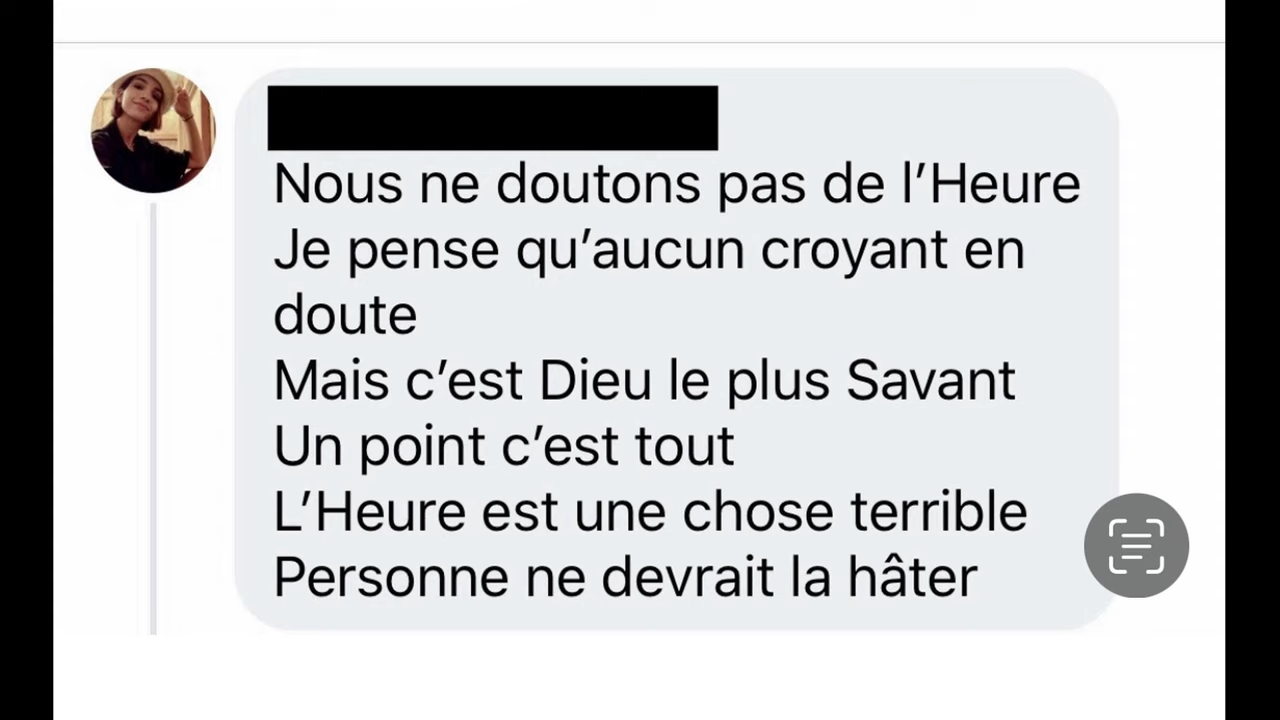 Nous ne doutons pas de l’Heure
Je pense qu’aucun croyant en
doute
Mais c’est Dieu le plus Savant
Un point c’est tout
L’Heure est une chose terrible
Personne ne devrait la hâter